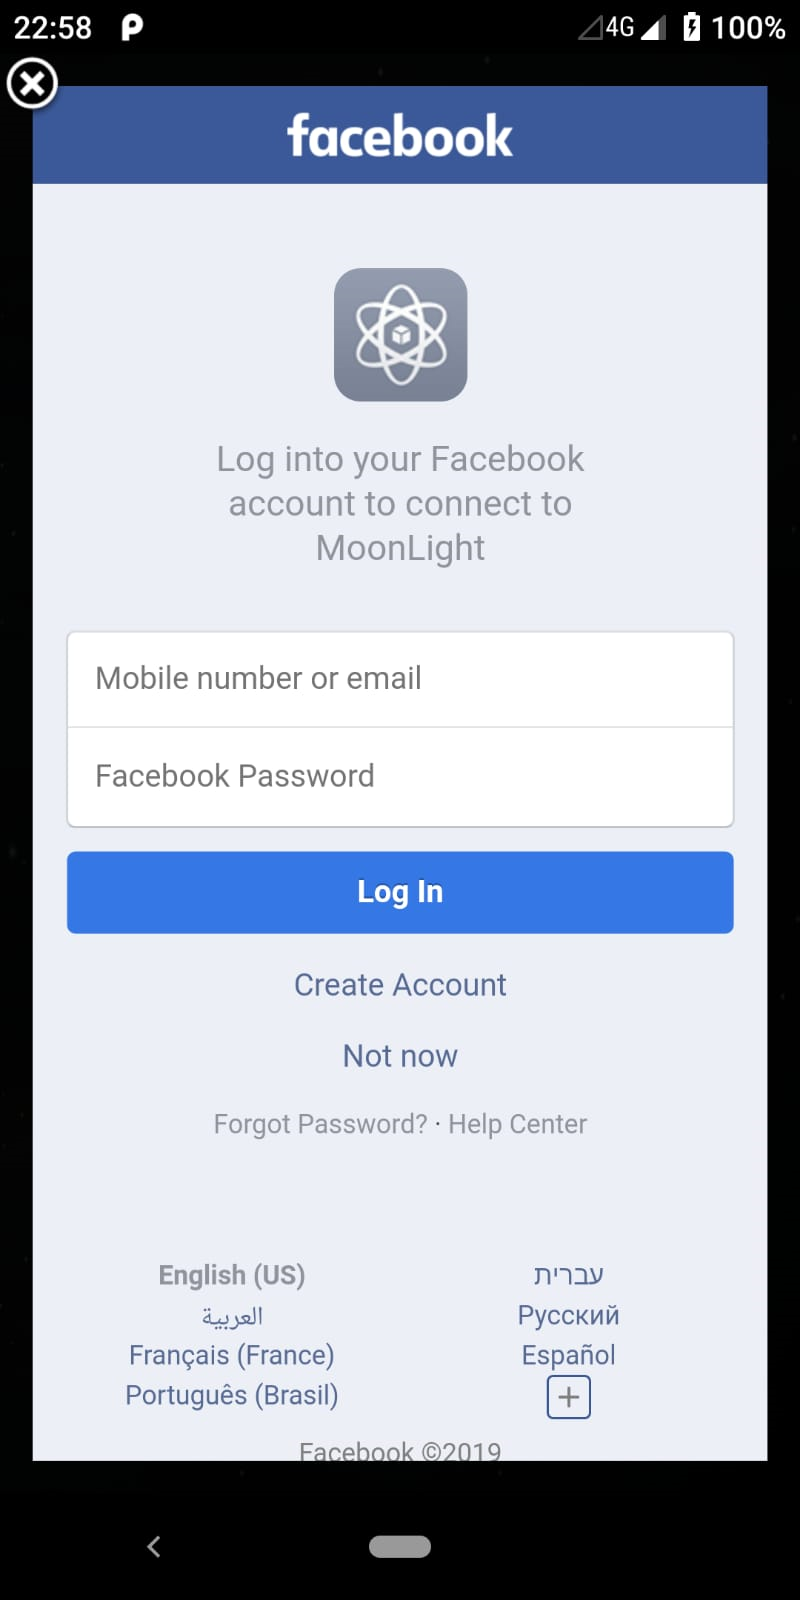 22:58 4G 100%
facebook
Log into your Facebook
account to connect to
MoonLight
Mobile number or email
Facebook Password
Log In
Create Account
Not now
Forgot Password? · Help Center
English (US)
עברית
العربية
Русский
Français (France)
Español
Português (Brasil)
+
Facebook ©2019